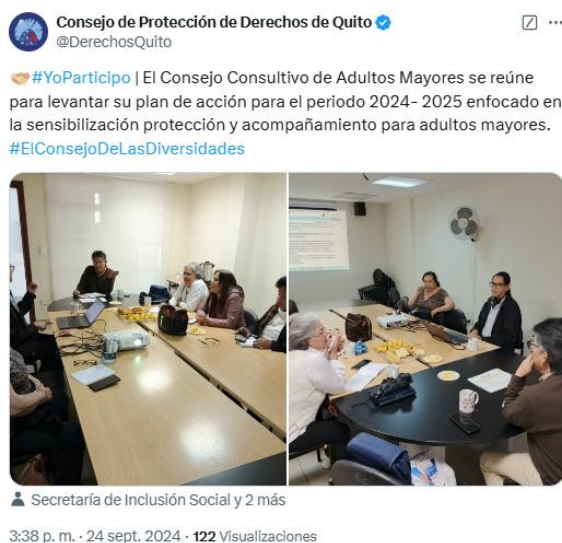 Consejo de Protección de Derechos de Quito
@DerechosQuito
#YoParticipo | El Consejo Consultivo de Adultos Mayores se reúne
para levantar su plan de acción para el periodo 2024- 2025 enfocado en
la sensibilización protección y acompañamiento para adultos mayores.
#ElConsejoDeLasDiversidades
Secretaría de Inclusión Social y 2 más
3:38 p. m. · 24 sept. 2024 · 122 Visualizaciones